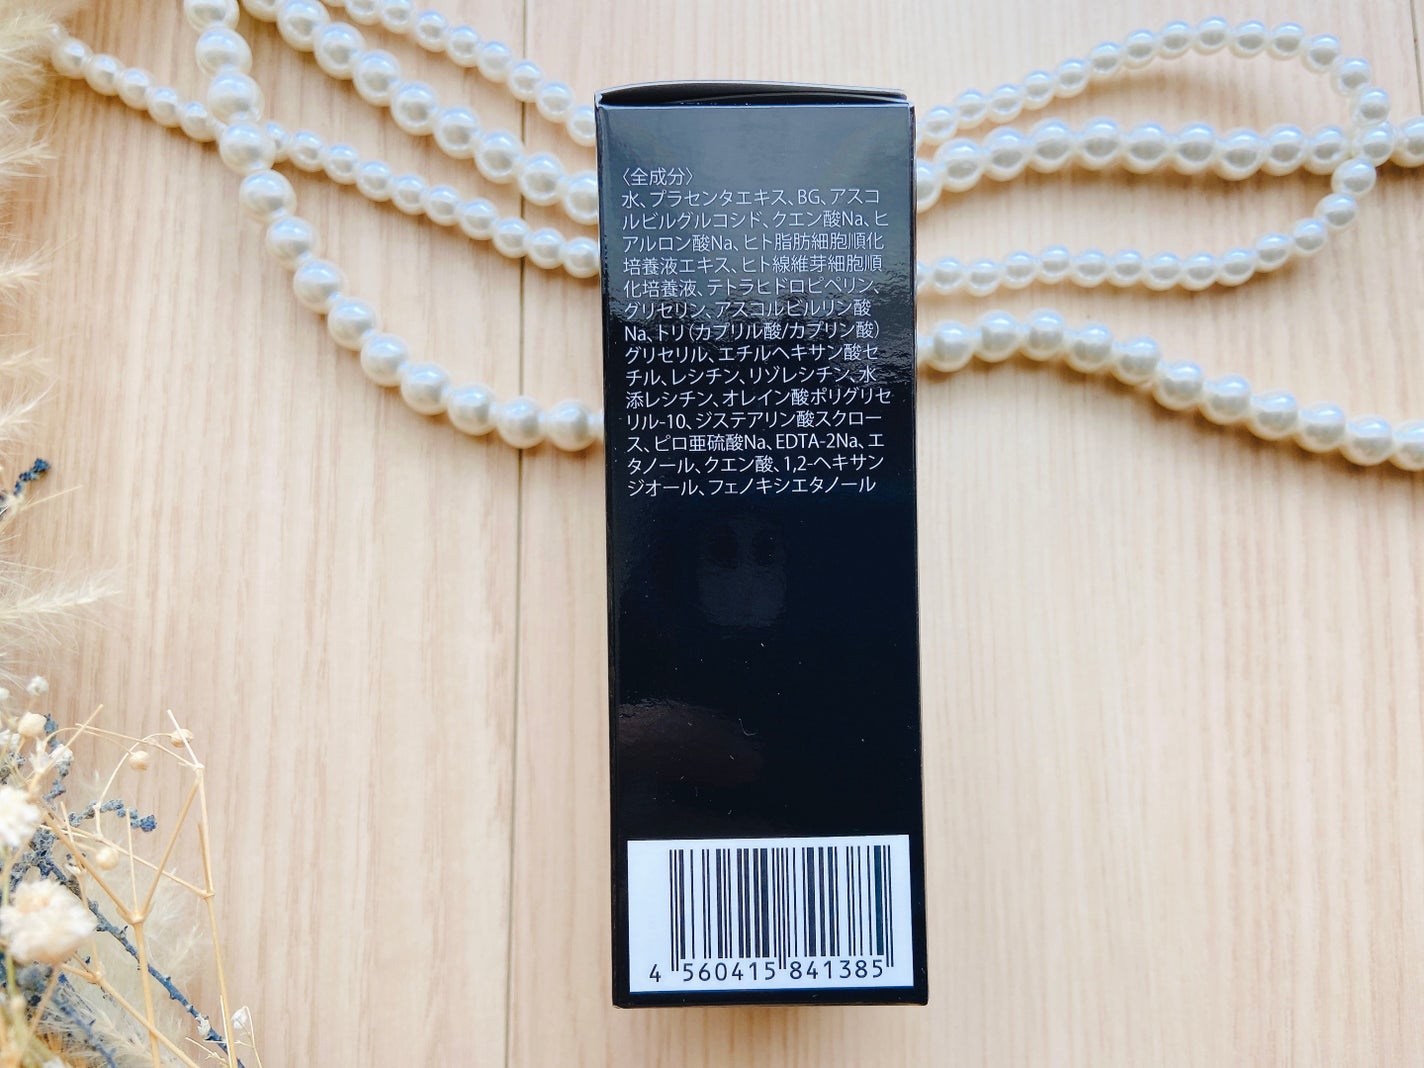 〈全成分〉
水、プラセンタエキス、BG、アスコ
ルビルグルコシド、クエン酸Na、ヒ
アルロン酸Na、ヒト脂肪細胞順化
培養液エキス、ヒト線維芽細胞順
化培養液、テトラヒドロピペリン、
グリセリン、アスコルビルリン酸
Na、トリ(カプリル酸/カプリン酸)
グリセリル、エチルヘキサン酸セ
チル、レシチン、リゾレシチン、水
添レシチン、オレイン酸ポリグリセ
リル-10、ジステアリン酸スクロー
ス、ピロ亜硫酸Na、EDTA-2Na、エ
タノール、クエン酸、1,2-ヘキサン
ジオール、フェノキシエタノール
4 560415 841385